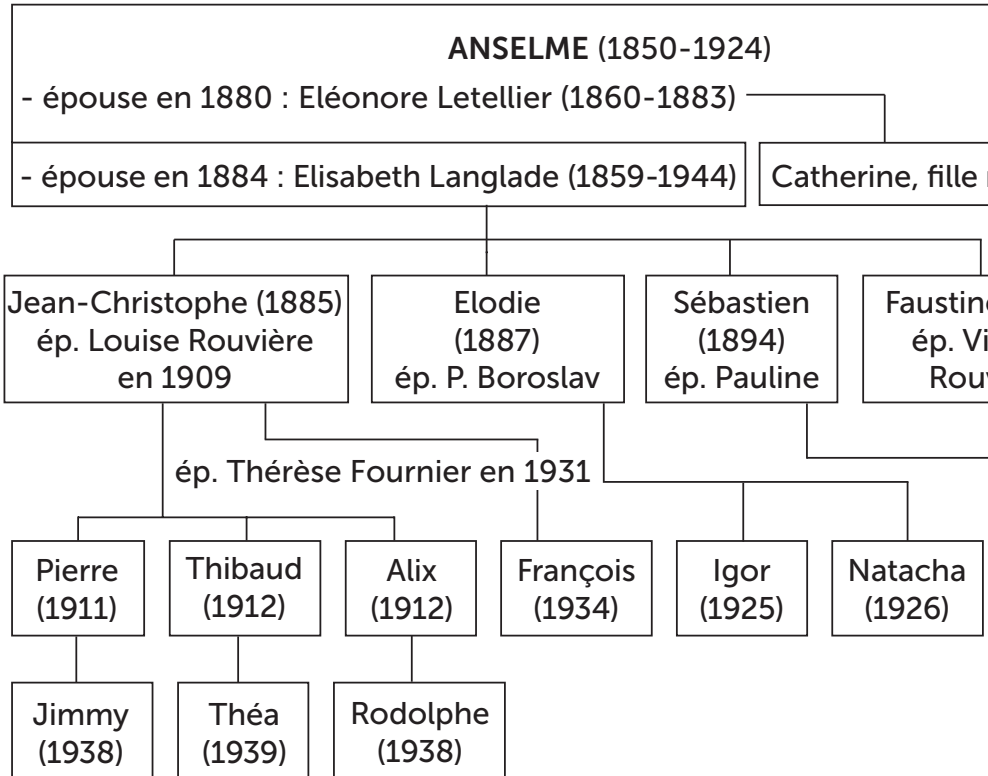 ANSELME (1850-1924)
- épouse en 1880 : Eléonore Letellier (1860-1883)
- épouse en 1884 : Elisabeth Langlade (1859-1944)
Catherine, fille
Jean-Christophe (1885)
ép. Louise Rouvière
en 1909
Elodie
(1887)
ép. P. Boroslav
Sébastien
(1894)
ép. Pauline
Faustine
ép.
ép. Thérèse Fournier en 1931
Pierre
(1911)
Thibaud
(1912)
Alix
(1912)
François
(1934)
Igor
(1925)
Natacha
(1926)
Jimmy
(1938)
Théa
(1939)
Rodolphe
(1938)